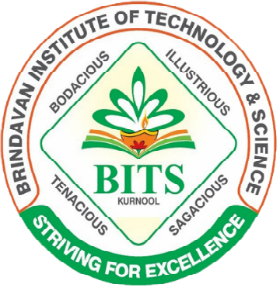 BRINDAVAN INSTITUTE OF TECHNOLOGY & SCIENCE
BODACIOUS
ILLUSTRIOUS
BITS
KURNOOL
TENACIOUS
SAGACIOUS
STRIVING FOR EXCELLENCE